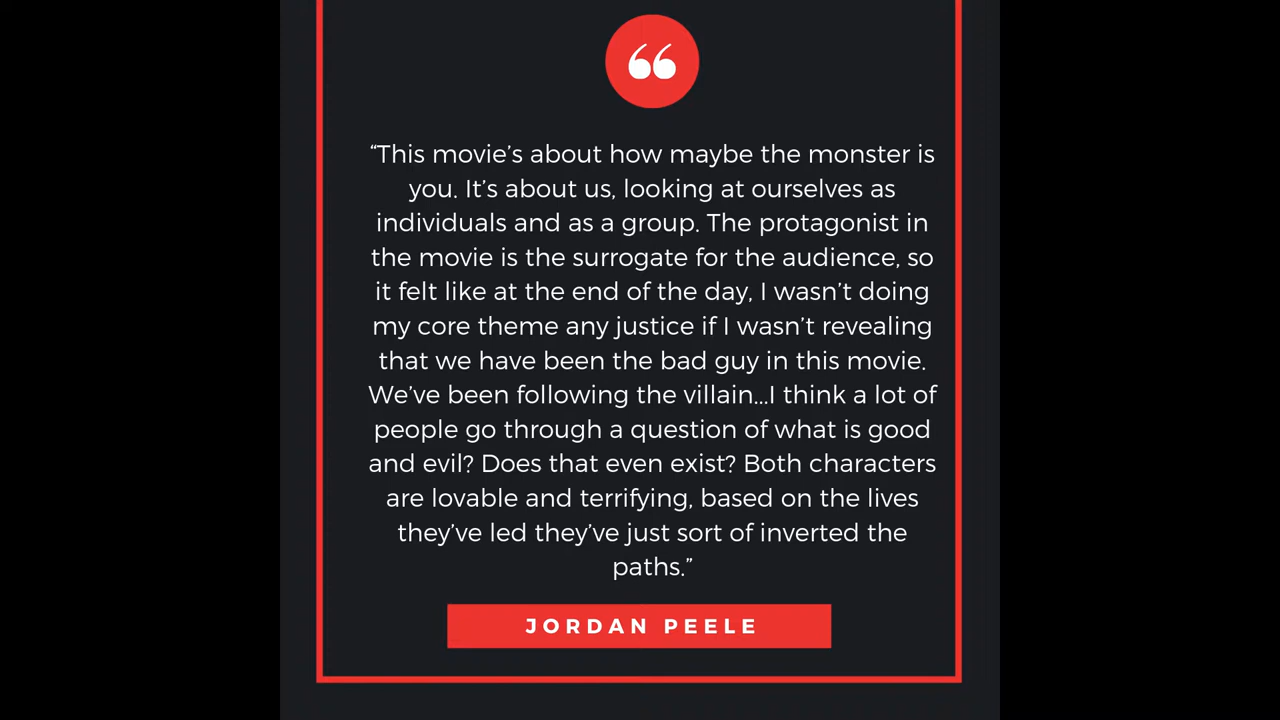 “This movie’s about how maybe the monster is
you. It’s about us, looking at ourselves as
individuals and as a group. The protagonist in
the movie is the surrogate for the audience, so
it felt like at the end of the day, I wasn’t doing
my core theme any justice if I wasn’t revealing
that we have been the bad guy in this movie.
We’ve been following the villain...I think a lot of
people go through a question of what is good
and evil? Does that even exist? Both characters
are lovable and terrifying, based on the lives
they’ve led they’ve just sort of inverted the
paths.”
JORDAN PEELE